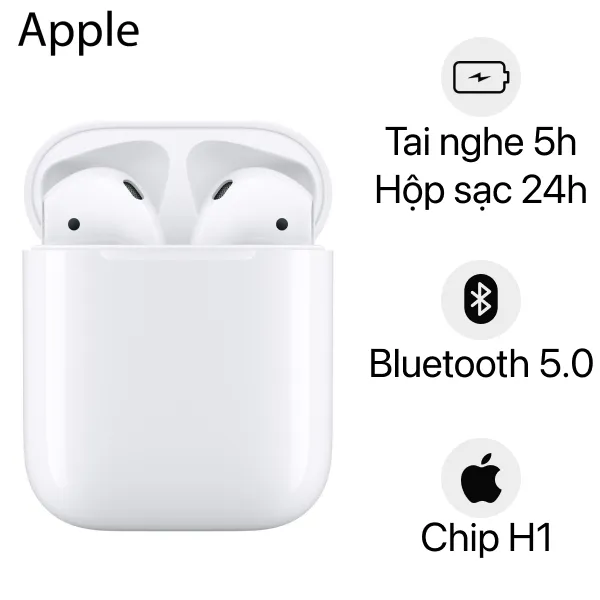 Apple
Tai nghe 5h
Hộp sạc 24h
Bluetooth 5.0
Chip H1